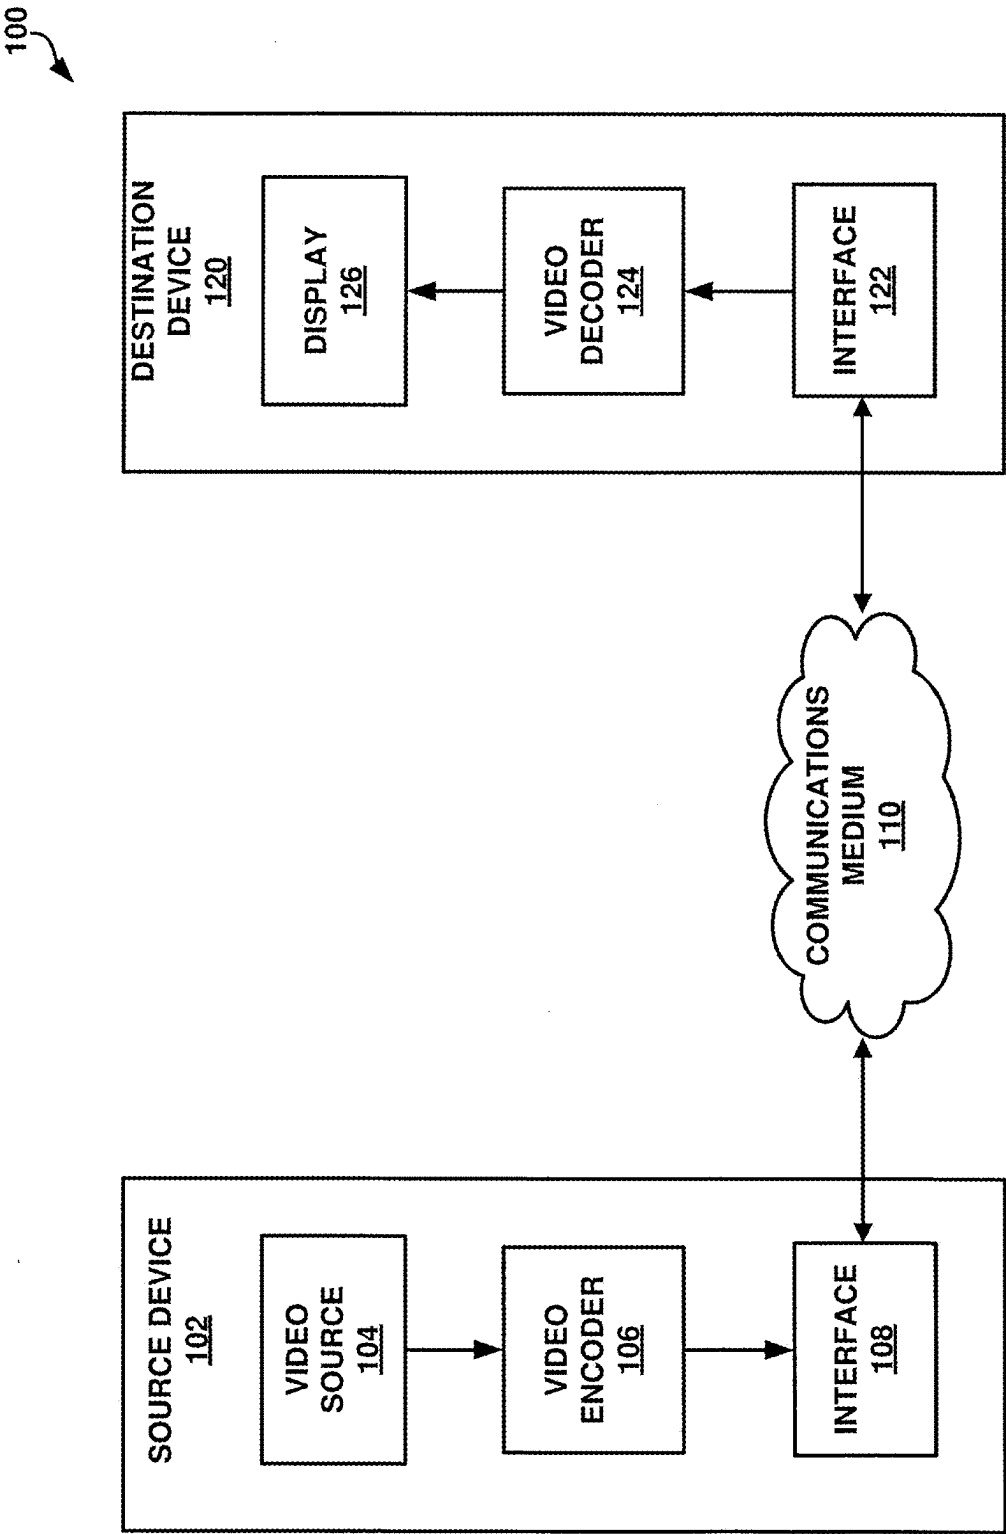 100
SOURCE DEVICE
102
VIDEO
SOURCE
104
VIDEO
ENCODER
106
INTERFACE
108
COMMUNICATIONS
MEDIUM
110
DESTINATION
DEVICE
120
DISPLAY
126
VIDEO
DECODER
124
INTERFACE
122